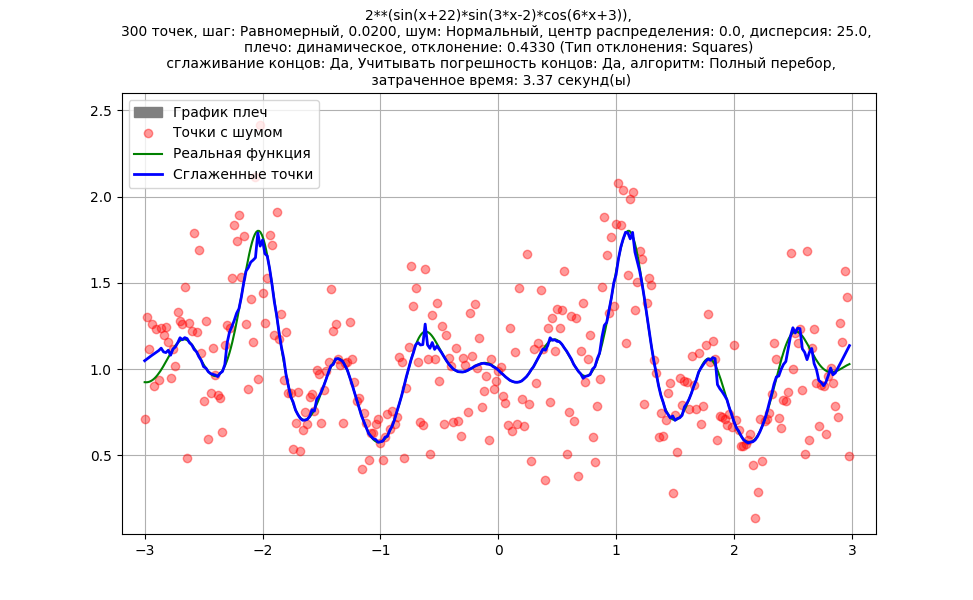 2**(sin(x+22)*sin(3*x-2)*cos(6*x+3)),
300 точек, шаг: Равномерный, 0.0200, шум: Нормальный, центр распределения: 0.0, дисперсия: 25.0,
плечо: динамическое, отклонение: 0.4330 (Тип отклонения: Squares)
сглаживание концов: Да, Учитывать погрешность концов: Да, алгоритм: Полный перебор,
затраченное время: 3.37 секунд(ы)
График плеч
Точки с шумом
Реальная функция
Сглаженные точки
2.5
2.0
1.5
1.0
0.5
−3 −2 −1 0 1 2 3